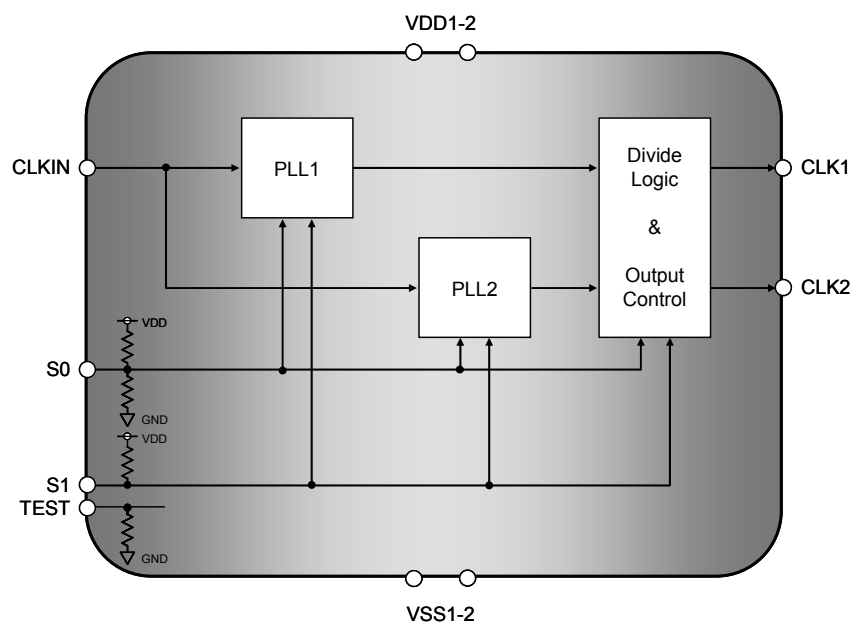 VDD1-2
CLKIN
PLL1
Divide
Logic
&
Output
Control
CLK1
PLL2
CLK2
VDD
S0
GND
VDD
S1
TEST
GND
VSS1-2